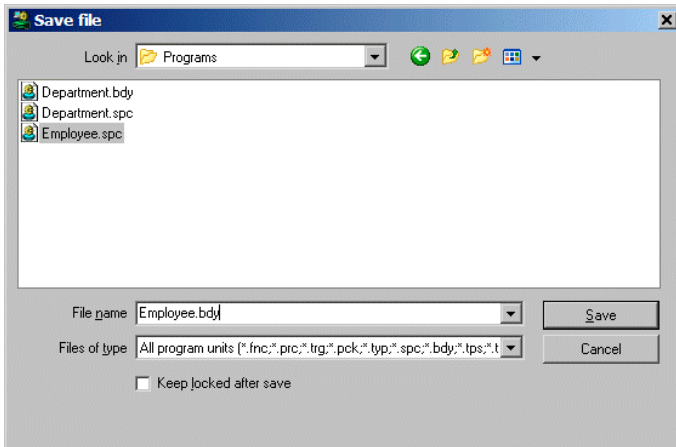 Save file
Look in Programs
Department.bdy
Department.spc
Employee.spc
File name Employee.bdy Save
Files of type All program units (*.fnc;*.prc;*.trg;*.pck;*.typ;*.spc;*.bdy;*.tps;*.t Cancel
Keep locked after save